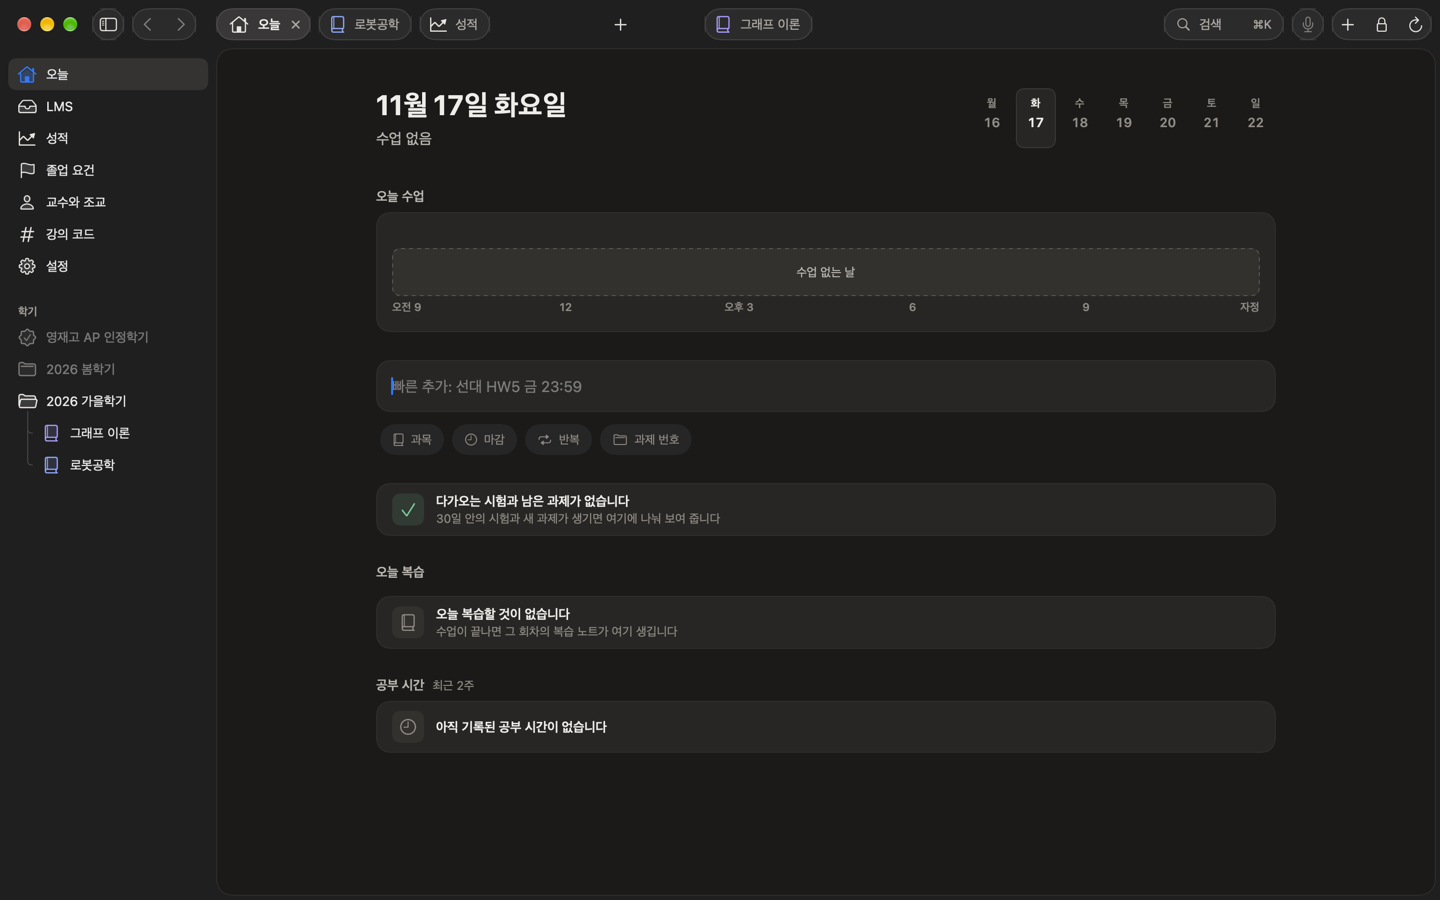 오늘
로봇공학
성적
그래프 이론
검색 ⌘K
오늘
LMS
성적
졸업 요건
교수와 조교
강의 코드
설정
학기
영재고 AP 인정학기
2026 봄학기
2026 가을학기
그래프 이론
로봇공학
11월 17일 화요일
수업 없음
월 화 수 목 금 토 일
16 17 18 19 20 21 22
오늘 수업
수업 없는 날
오전 9 12 오후 3 6 9 자정
빠른 추가: 선대 HW5 금 23:59
과목 마감 반복 과제 번호
다가오는 시험과 남은 과제가 없습니다
30일 안의 시험과 새 과제가 생기면 여기에 나눠 보여 줍니다
오늘 복습
오늘 복습할 것이 없습니다
수업이 끝나면 그 회차의 복습 노트가 여기 생깁니다
공부 시간 최근 2주
아직 기록된 공부 시간이 없습니다